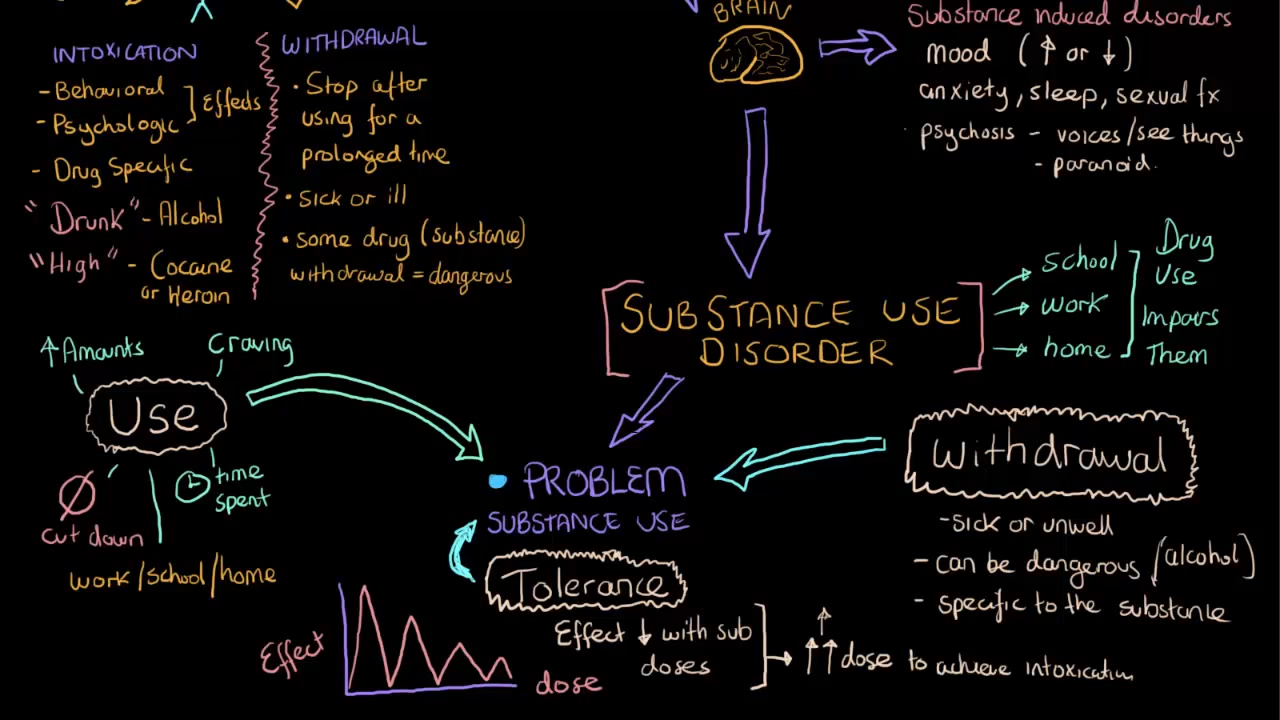 INTOXICATION
- Behavioral
- Psychologic
] Effects
- Drug Specific
"Drunk" - Alcohol
"High" - Cocaine
or Heroin
WITHDRAWAL
• Stop after
using for a
prolonged time
• Sick or ill
• Some drug (substance)
withdrawal = dangerous
BRAIN
Substance induced disorders
mood (↑ or ↓)
anxiety, sleep, sexual fx
psychosis - voices/see things
- paranoid.
[SUBSTANCE USE
DISORDER]
→ school
→ work
→ home
Drug
Use
Impairs
Them
↑ Amounts
Craving
Use
cut down
time
spent
work/school/home
• PROBLEM
SUBSTANCE USE
Withdrawal
- Sick or unwell
- can be dangerous (alcohol)
- Specific to the substance
Tolerance
Effect ↓ with sub
doses
→ ↑↑↑ dose to achieve intoxication
Effect
dose